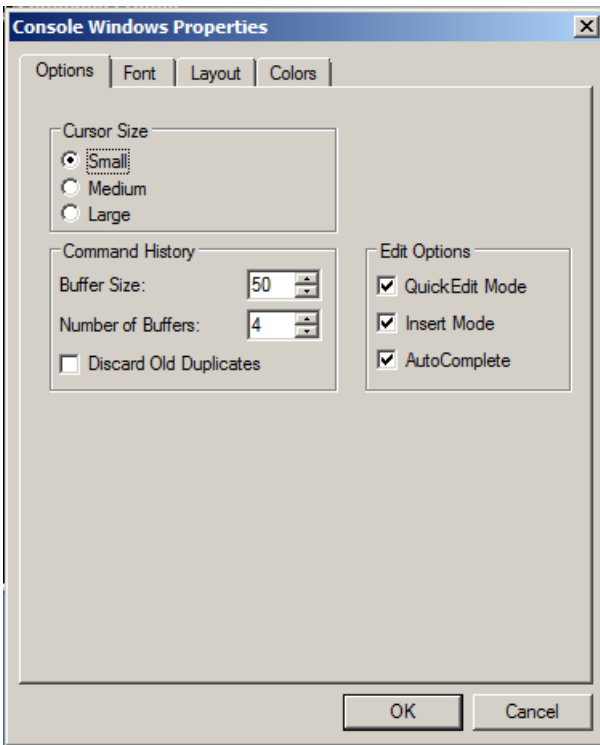 Console Windows Properties
Options Font Layout Colors
Cursor Size
Small
Medium
Large
Command History
Buffer Size: 50
Number of Buffers: 4
Discard Old Duplicates
Edit Options
QuickEdit Mode
Insert Mode
AutoComplete
OK Cancel